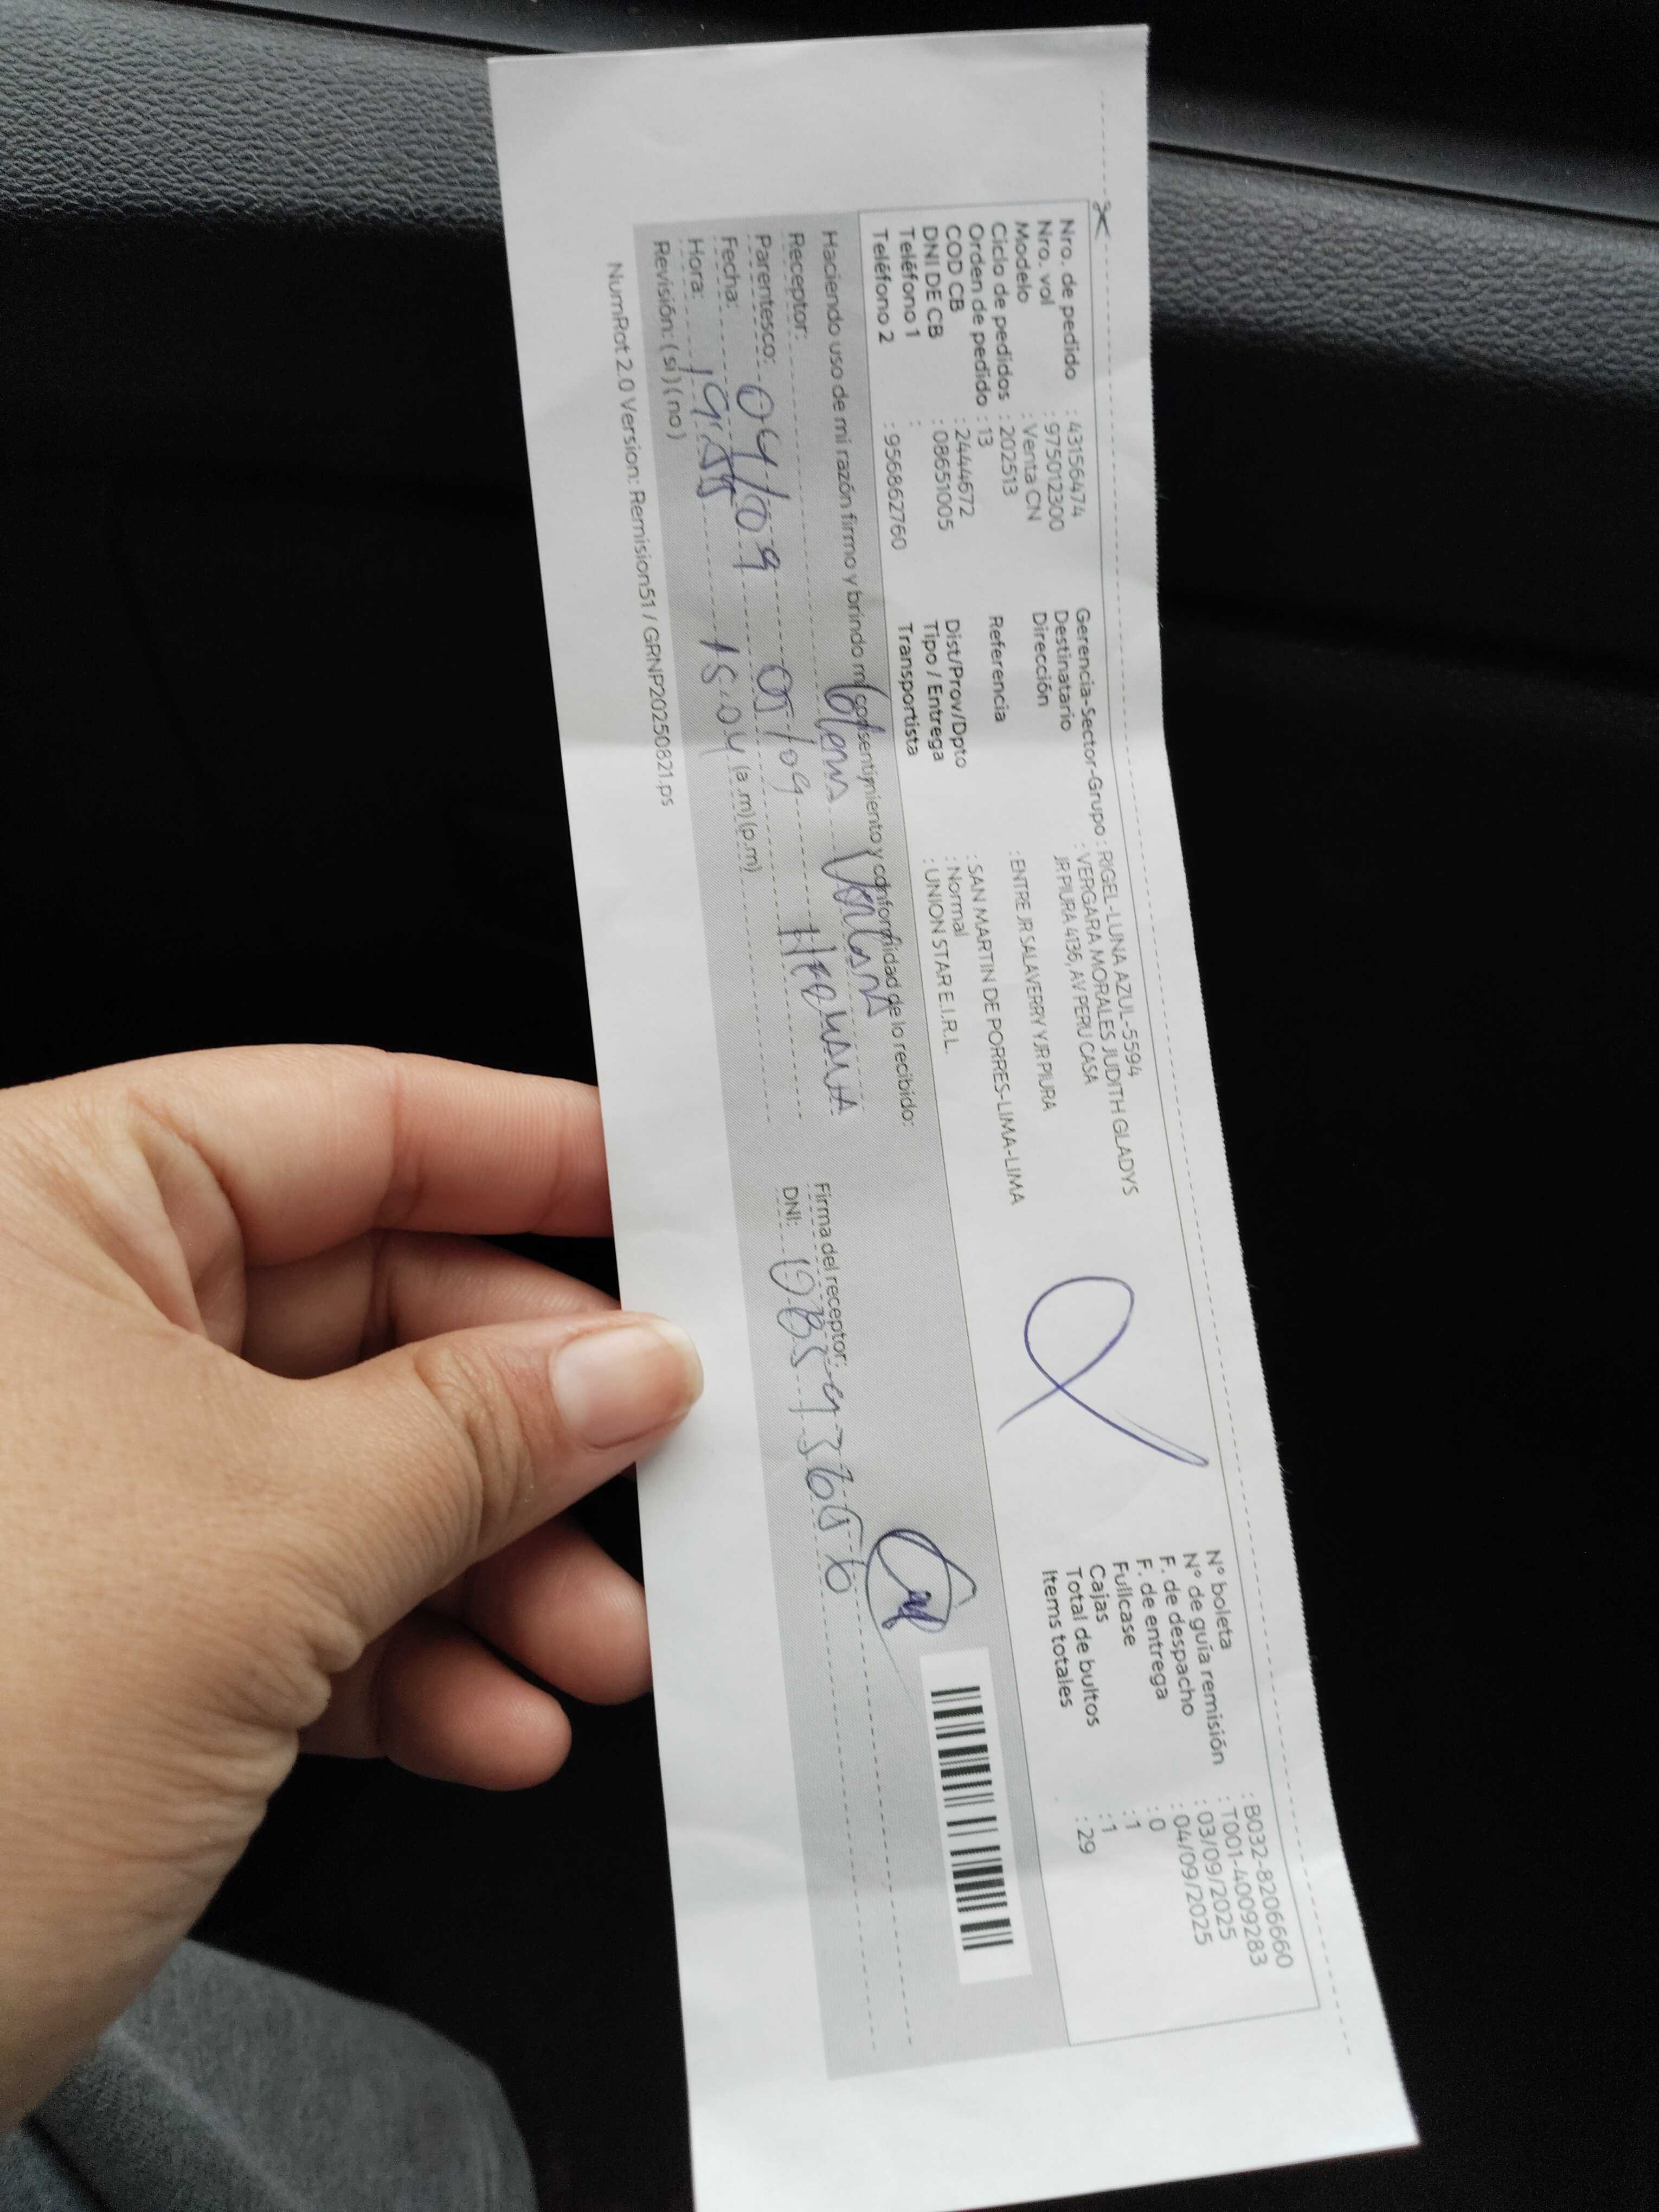 Nro. de pedido : 43156474
Nro. vol : 975012300
Modelo : Venta CN
Ciclo de pedidos : 202513
Orden de pedido : 13
COD CB : 2444672
DNI DE CB : 08651005
Teléfono 1 :
Teléfono 2 : 956862760
Gerencia-Sector-Grupo : RIGEL-LUNA AZUL-5594
Destinatario : VERGARA MORALES JUDITH GLADYS
Dirección JR PIURA 4136, AV PERU CASA
Referencia : ENTRE JR SALAVERRY Y JR PIURA
Dist/Prov/Dpto : SAN MARTIN DE PORRES-LIMA-LIMA
Tipo / Entrega : Normal
Transportista : UNION STAR E.I.R.L.
N° boleta : B032-8206660
N° de guía remisión : T001-4009283
F. de despacho : 03/09/2025
F. de entrega : 04/09/2025
Fullcase : 0
Cajas : 1
Total de bultos : 1
Items totales : 29
Haciendo uso de mi razón firmo y brindo mi consentimiento y conformidad de lo recibido:
Receptor:
Parentesco: Hermana
Fecha: 04/09 05/09
Hora: 15:04 (a.m) (p.m)
Revisión: ( si ) ( no )
Firma del receptor:
DNI:
NumRot 2.0 Version: Remision51 / GRNP20250821.ps